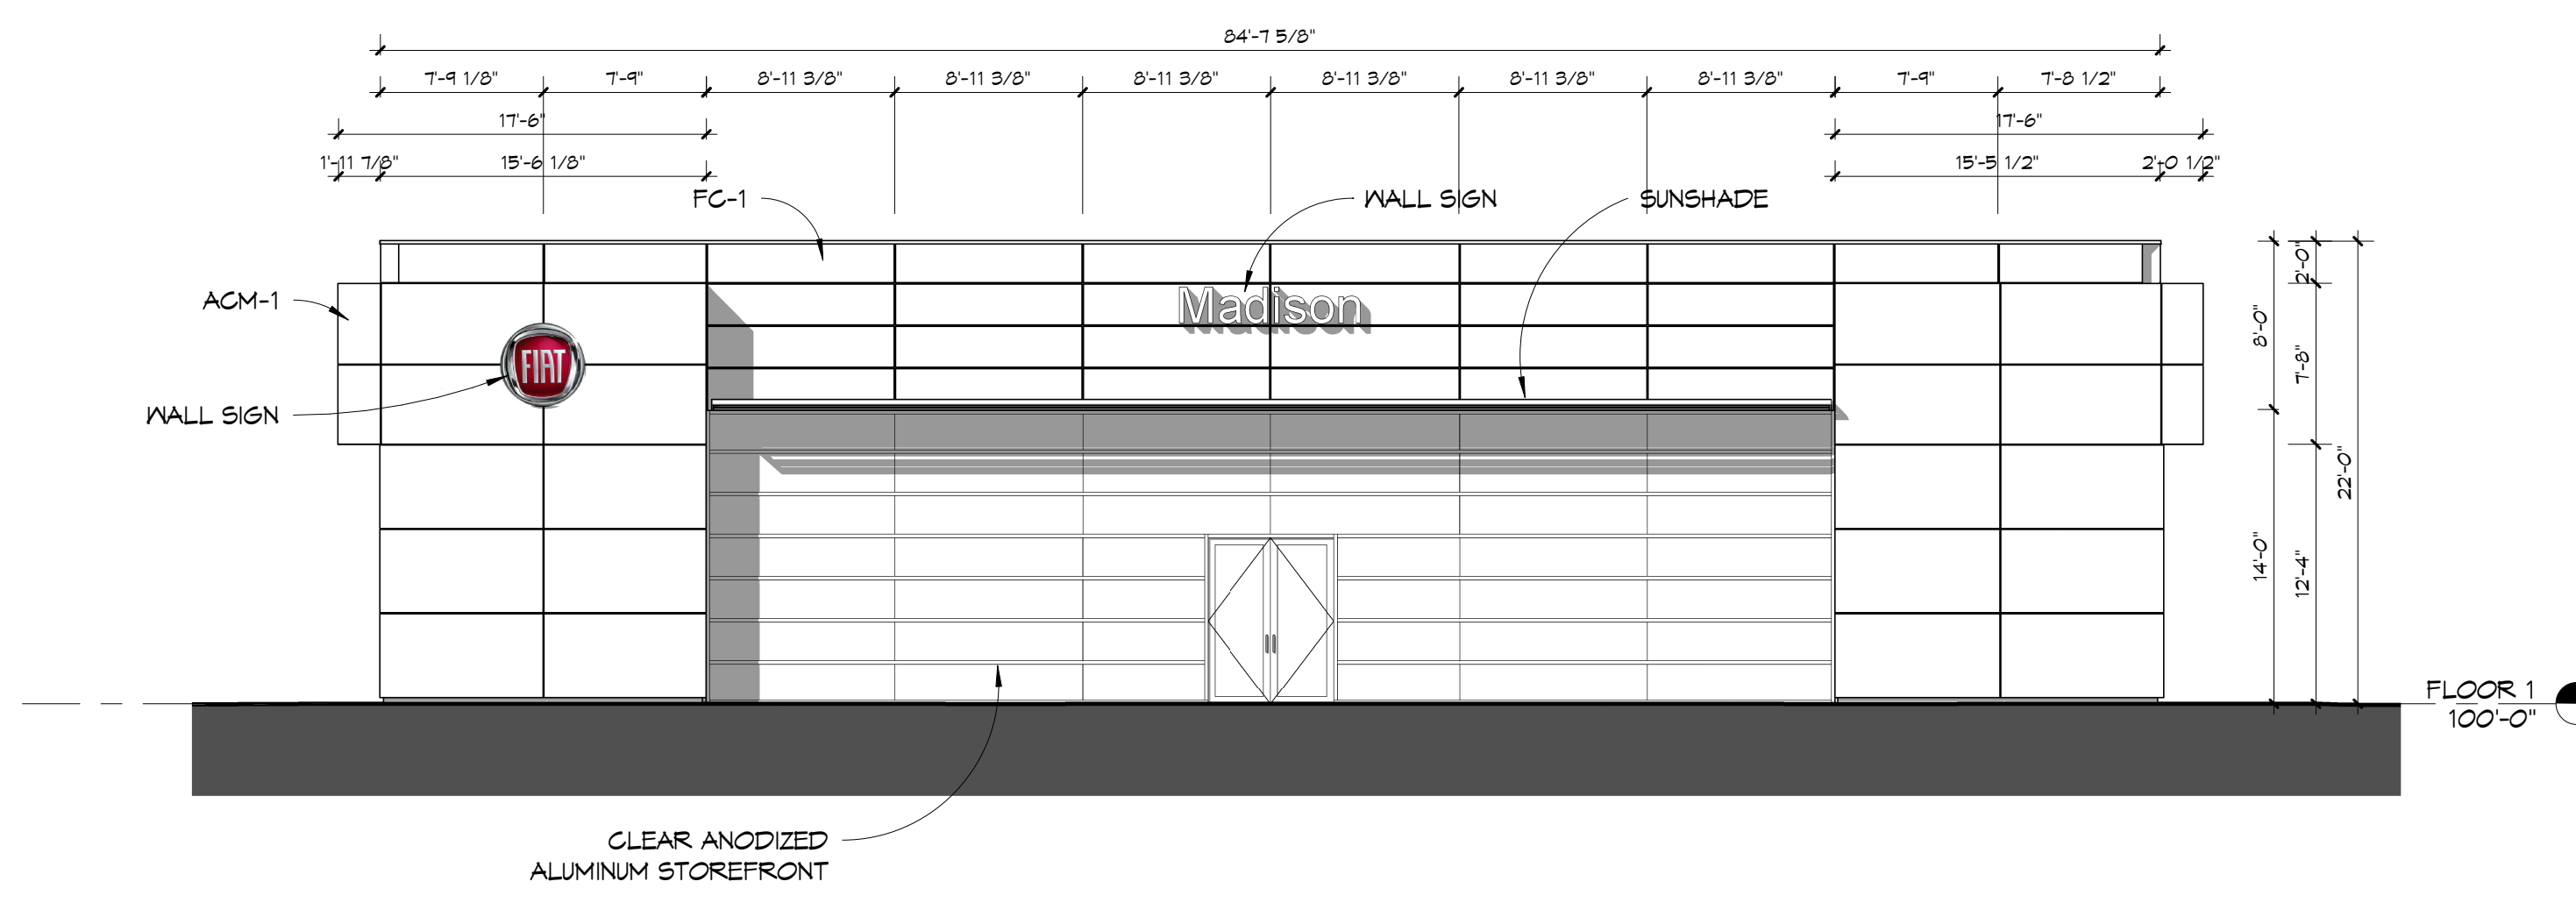 84'-7 5/8"
7'-9 1/8" 7'-9" 8'-11 3/8" 8'-11 3/8" 8'-11 3/8" 8'-11 3/8" 8'-11 3/8" 8'-11 3/8" 7'-9" 7'-8 1/2"
17'-6" 17'-6"
1'-11 7/8" 15'-6 1/8" 15'-5 1/2" 2'-0 1/2"
FC-1 WALL SIGN SUNSHADE
2'-0"
ACM-1
Madison
8'-0"
7'-8"
FIAT
WALL SIGN
22'-0"
14'-0"
12'-4"
FLOOR 1
100'-0"
CLEAR ANODIZED
ALUMINUM STOREFRONT